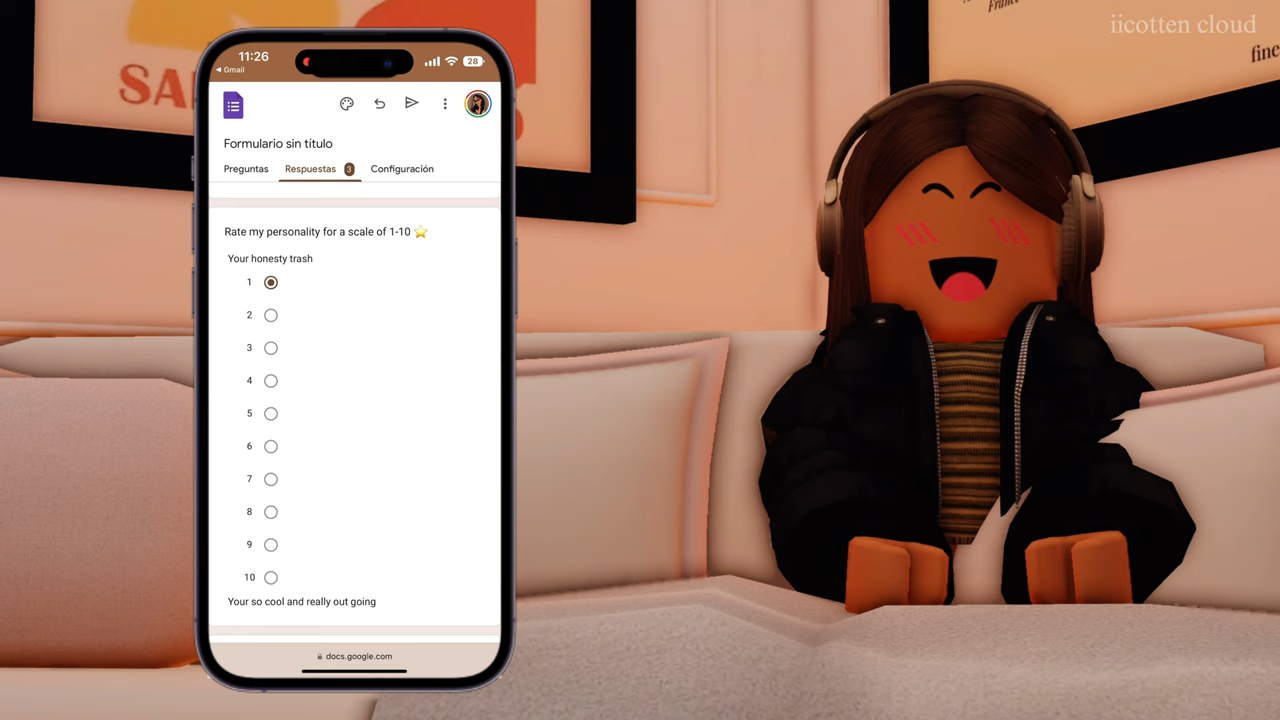 iicotten cloud
France
fine
11:26
28
Gmail
Formulario sin título
Preguntas Respuestas 3 Configuración
Rate my personality for a scale of 1-10 ⭐
Your honesty trash
1
2
3
4
5
6
7
8
9
10
Your so cool and really out going
docs.google.com